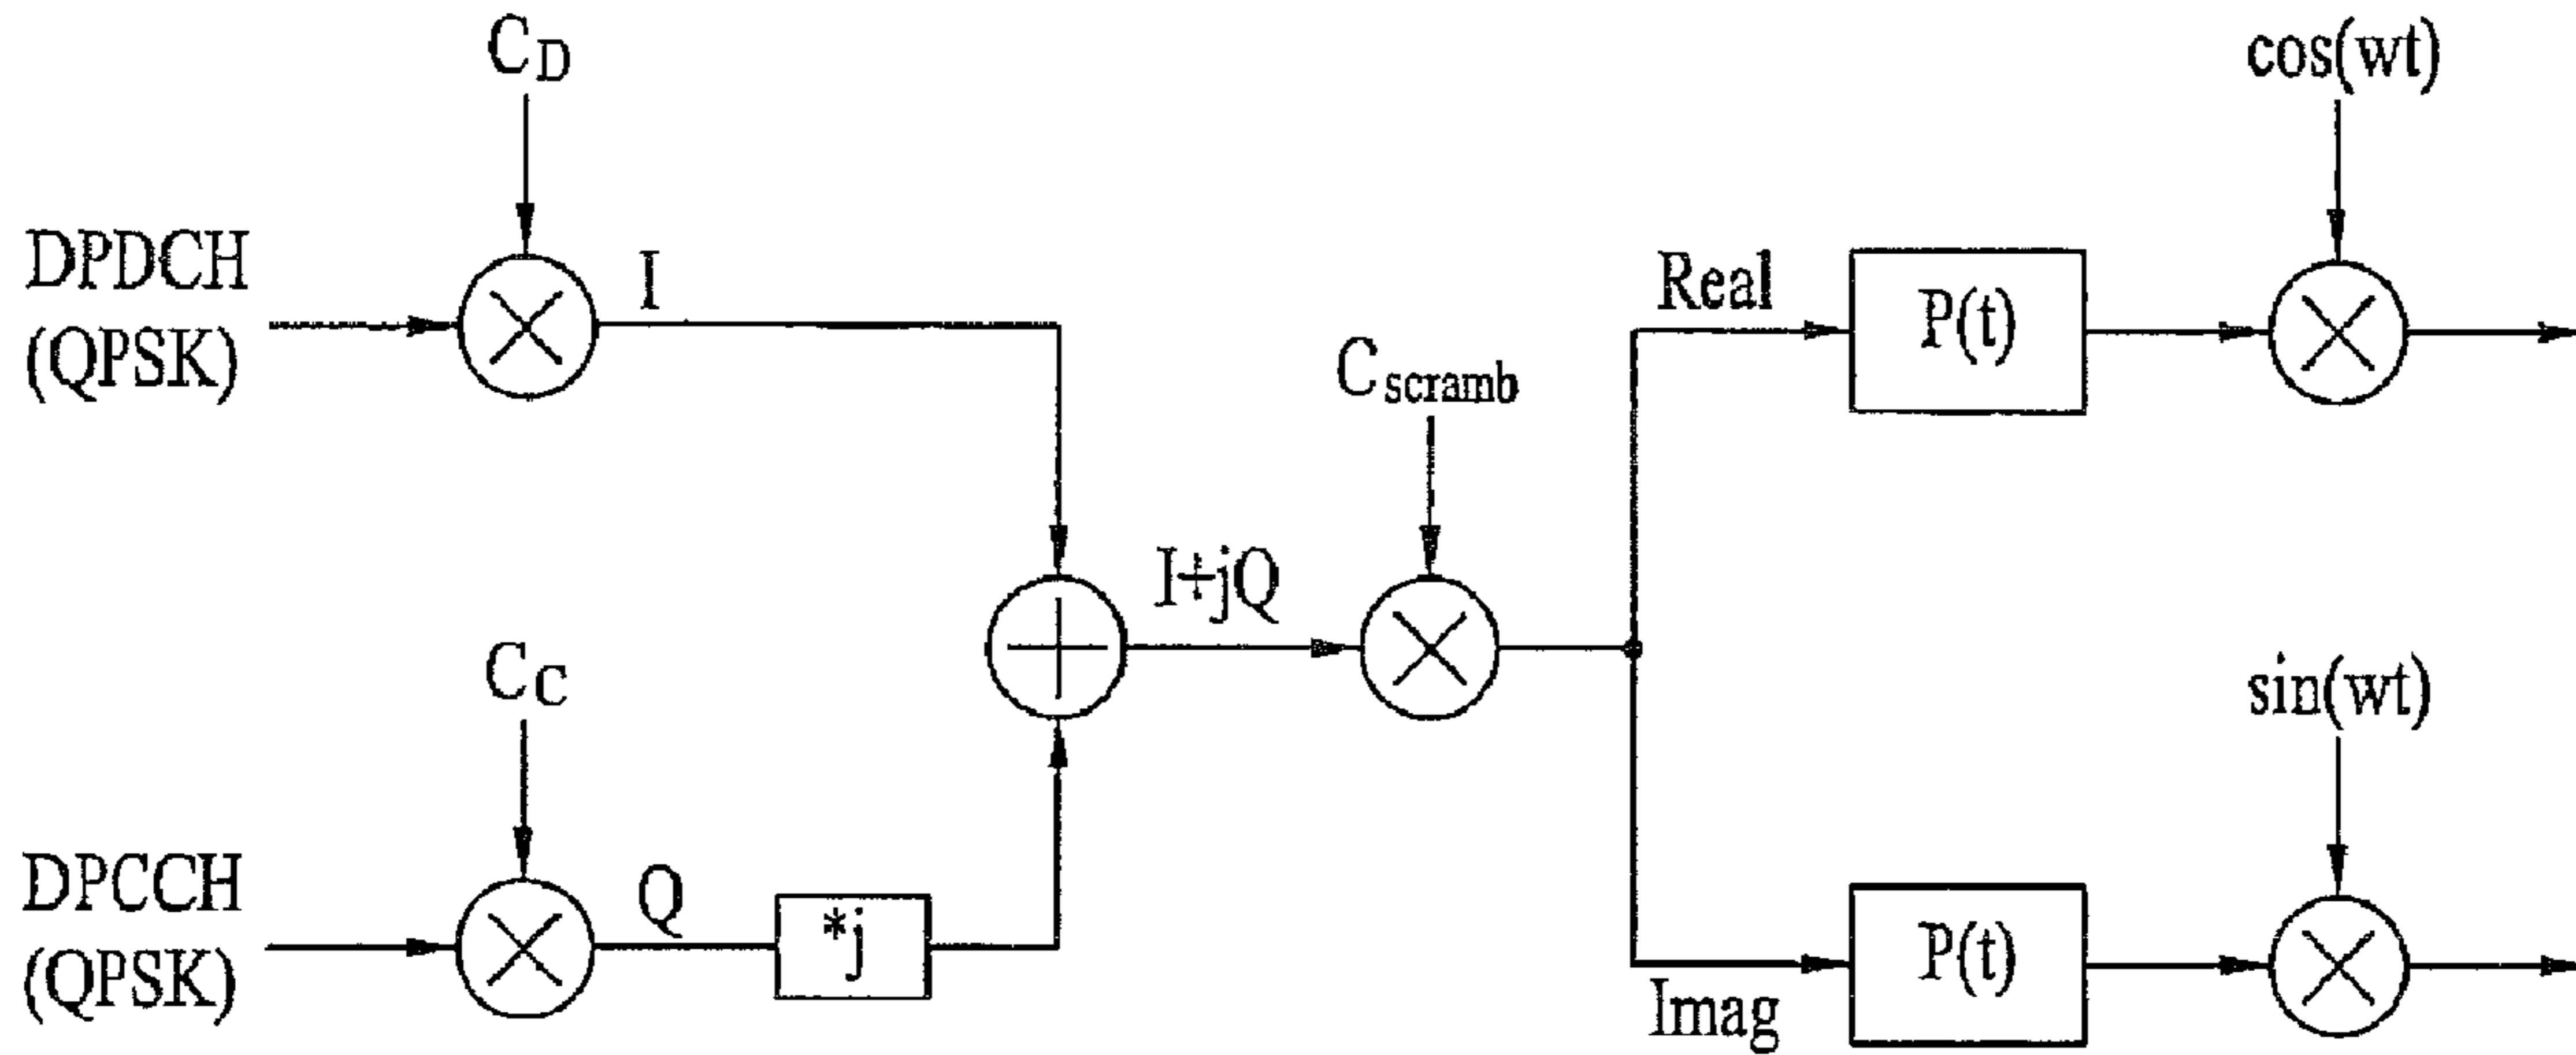 C_D
cos(wt)
DPDCH
(QPSK)
I
Real
P(t)
C_scramb
I+jQ
C_C
sin(wt)
DPCCH
(QPSK)
Q
*j
P(t)
Imag